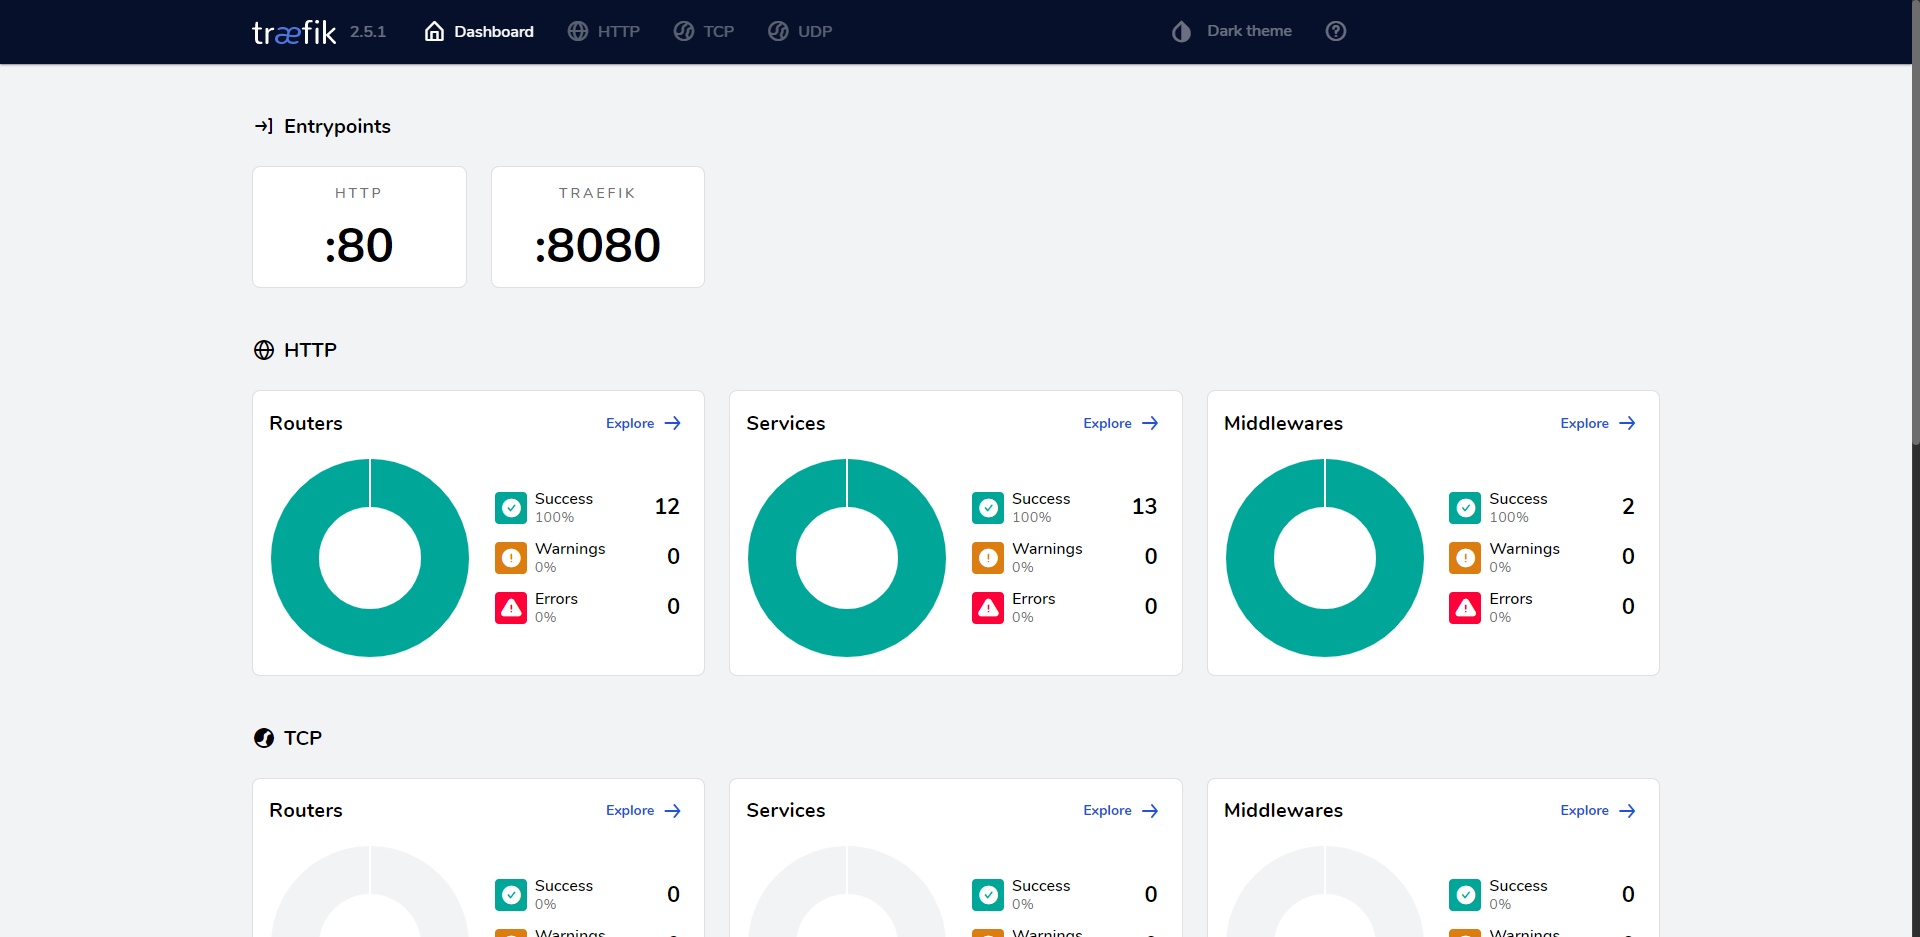 træfik 2.5.1 Dashboard HTTP TCP UDP Dark theme
Entrypoints
HTTP TRAEFIK
:80 :8080
HTTP
Routers Explore Services Explore Middlewares Explore
Success 12 Success 13 Success 2
100% 100% 100%
Warnings 0 Warnings 0 Warnings 0
0% 0% 0%
Errors 0 Errors 0 Errors 0
0% 0% 0%
TCP
Routers Explore Services Explore Middlewares Explore
Success 0 Success 0 Success 0
0% 0% 0%
Warnings Warnings Warnings